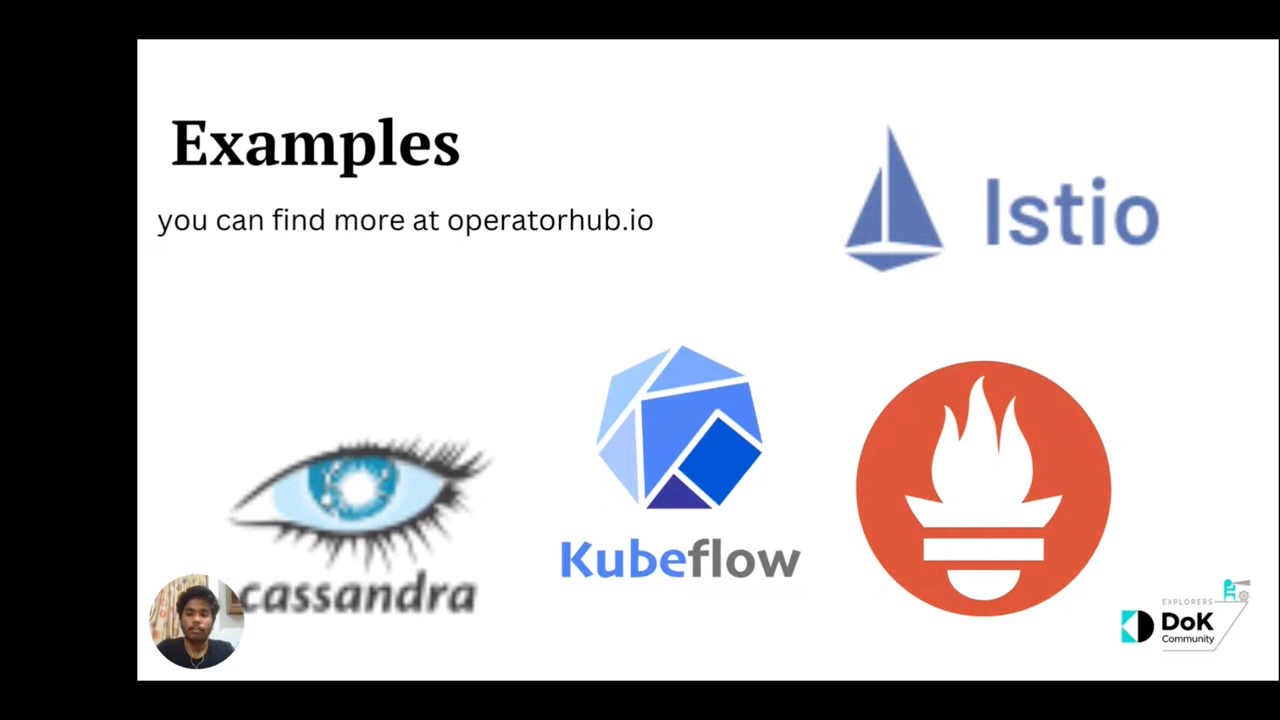 Examples
you can find more at operatorhub.io
Istio
Kubeflow
cassandra
EXPLORERS
DoK
Community